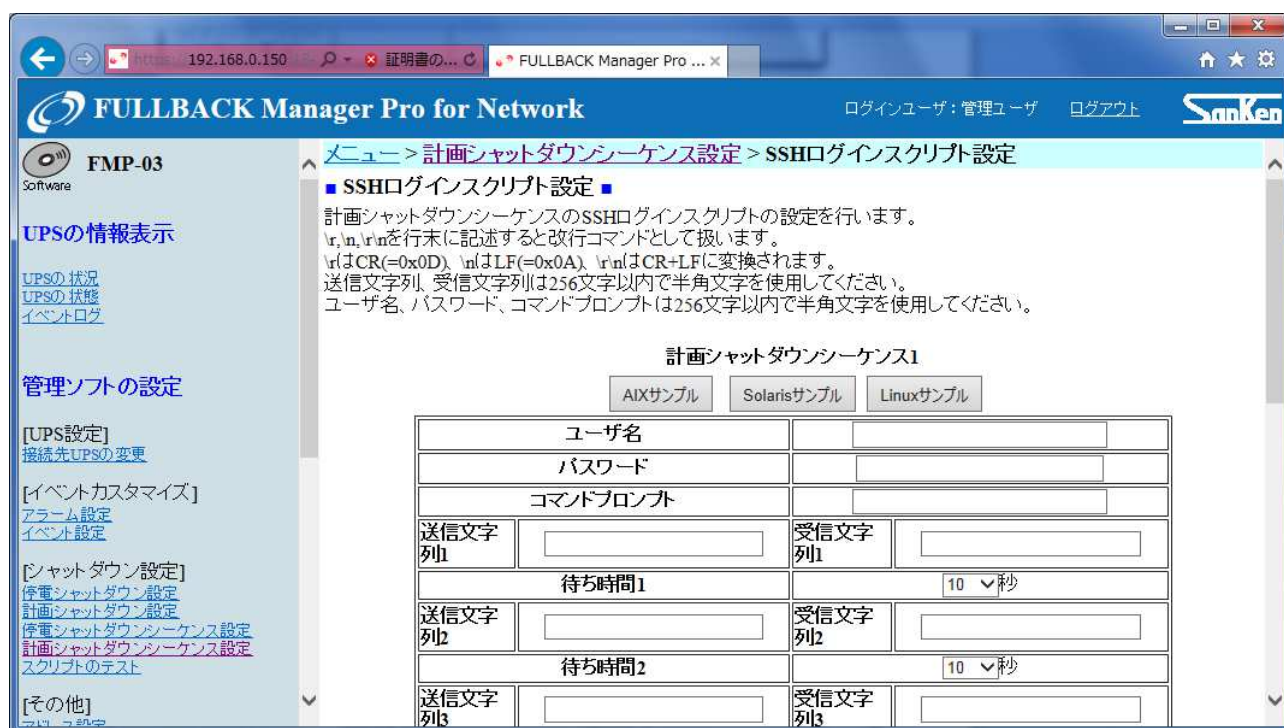 https 192.168.0.150
証明書の...
FULLBACK Manager Pro ...
FULLBACK Manager Pro for Network
ログインユーザ:管理ユーザ
ログアウト
SanKen
FMP-03
Software
UPSの情報表示
UPSの状況
UPSの状態
イベントログ
管理ソフトの設定
[UPS設定]
接続先UPSの変更
[イベントカスタマイズ]
アラーム設定
イベント設定
[シャットダウン設定]
停電シャットダウン設定
計画シャットダウン設定
停電シャットダウンシーケンス設定
計画シャットダウンシーケンス設定
スクリプトのテスト
[その他]
アドレス設定
メニュー > 計画シャットダウンシーケンス設定 > SSHログインスクリプト設定
■ SSHログインスクリプト設定 ■
計画シャットダウンシーケンスのSSHログインスクリプトの設定を行います。
\r,\n,\r\nを行末に記述すると改行コマンドとして扱います。
\rはCR(=0x0D)、\nはLF(=0x0A)、\r\nはCR+LFに変換されます。
送信文字列、受信文字列は256文字以内で半角文字を使用してください。
ユーザ名、パスワード、コマンドプロンプトは256文字以内で半角文字を使用してください。
計画シャットダウンシーケンス1
AIXサンプル Solarisサンプル Linuxサンプル
ユーザ名
パスワード
コマンドプロンプト
送信文字列1 受信文字列1
待ち時間1 10 秒
送信文字列2 受信文字列2
待ち時間2 10 秒
送信文字列3 受信文字列3